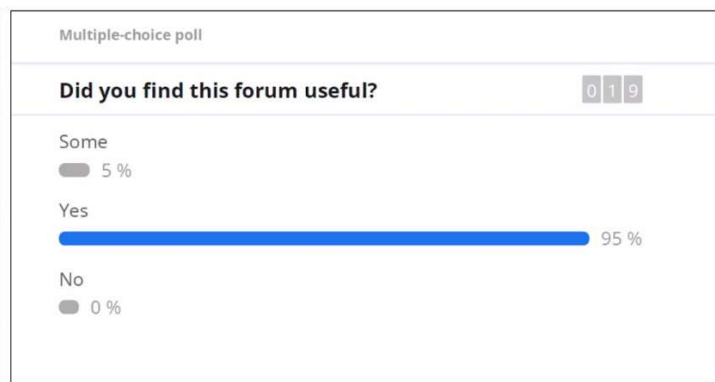 Multiple-choice poll
Did you find this forum useful? 019
Some
5 %
Yes
95 %
No
0 %